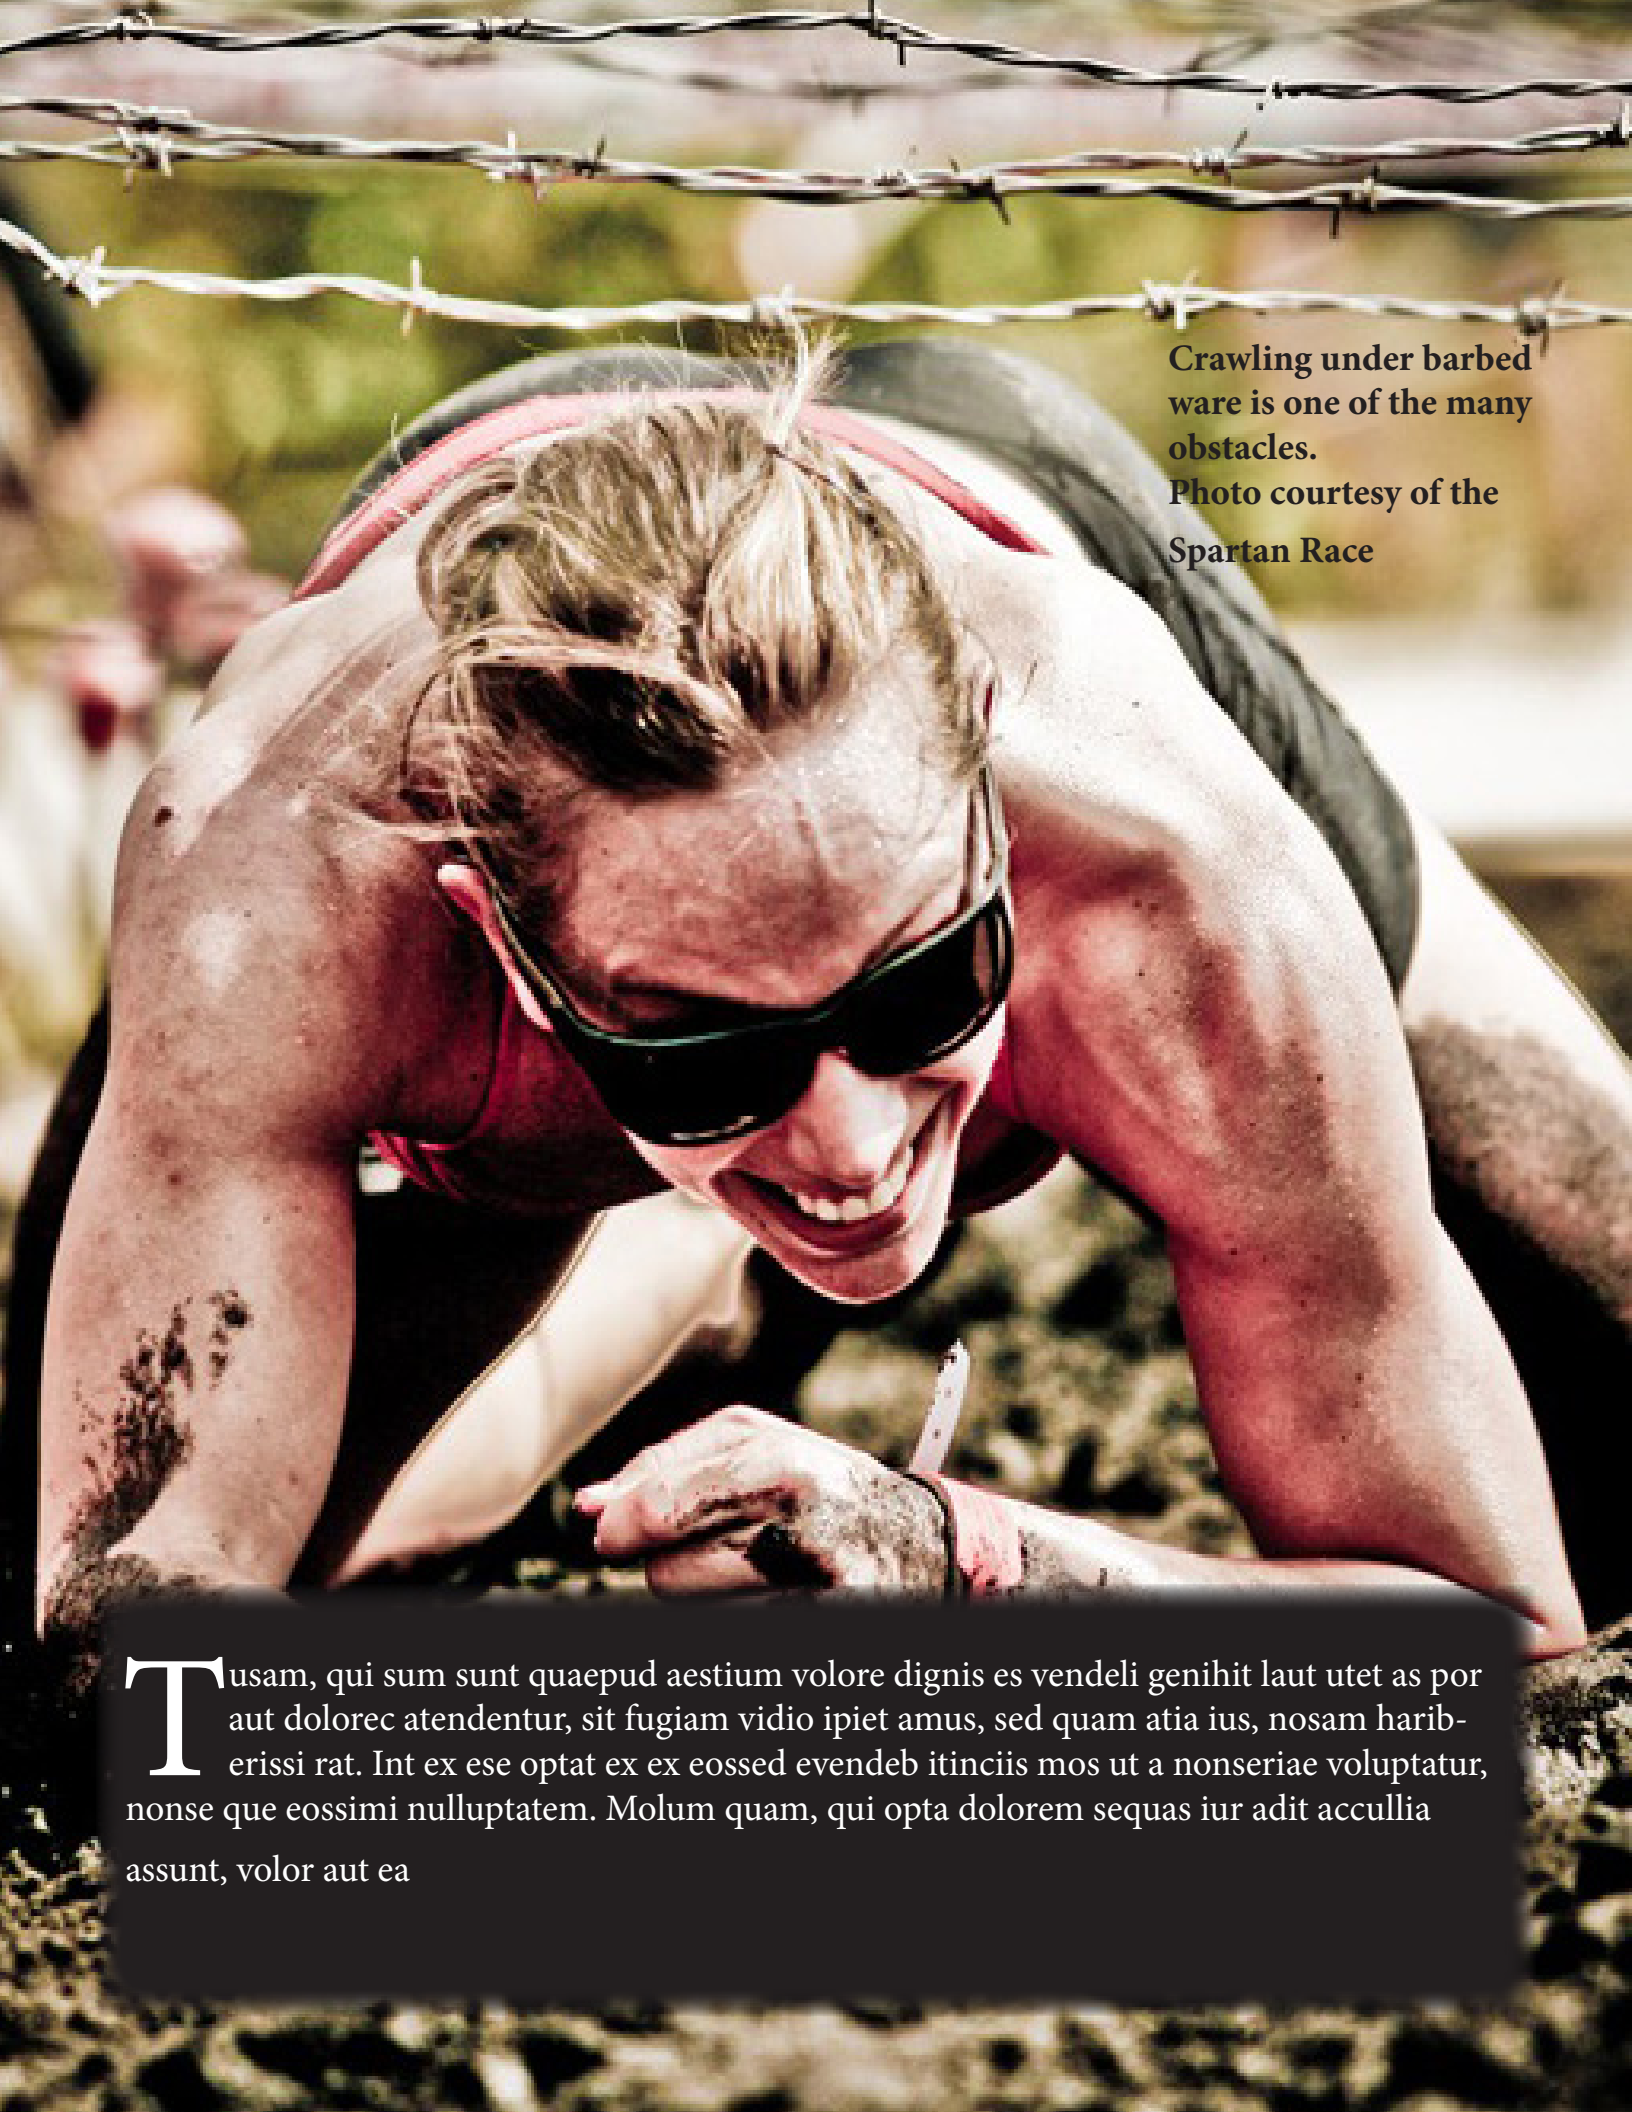 Crawling under barbed
ware is one of the many
obstacles.
Photo courtesy of the
Spartan Race
Tusam, qui sum sunt quaepud aestium volore dignis es vendeli genihit laut utet as por
aut dolorec atendentur, sit fugiam vidio ipiet amus, sed quam atia ius, nosam harib-
erissi rat. Int ex ese optat ex ex eossed evendeb itinciis mos ut a nonseriae voluptatur,
nonse que eossimi nulluptatem. Molum quam, qui opta dolorem sequas iur adit accullia
assunt, volor aut ea